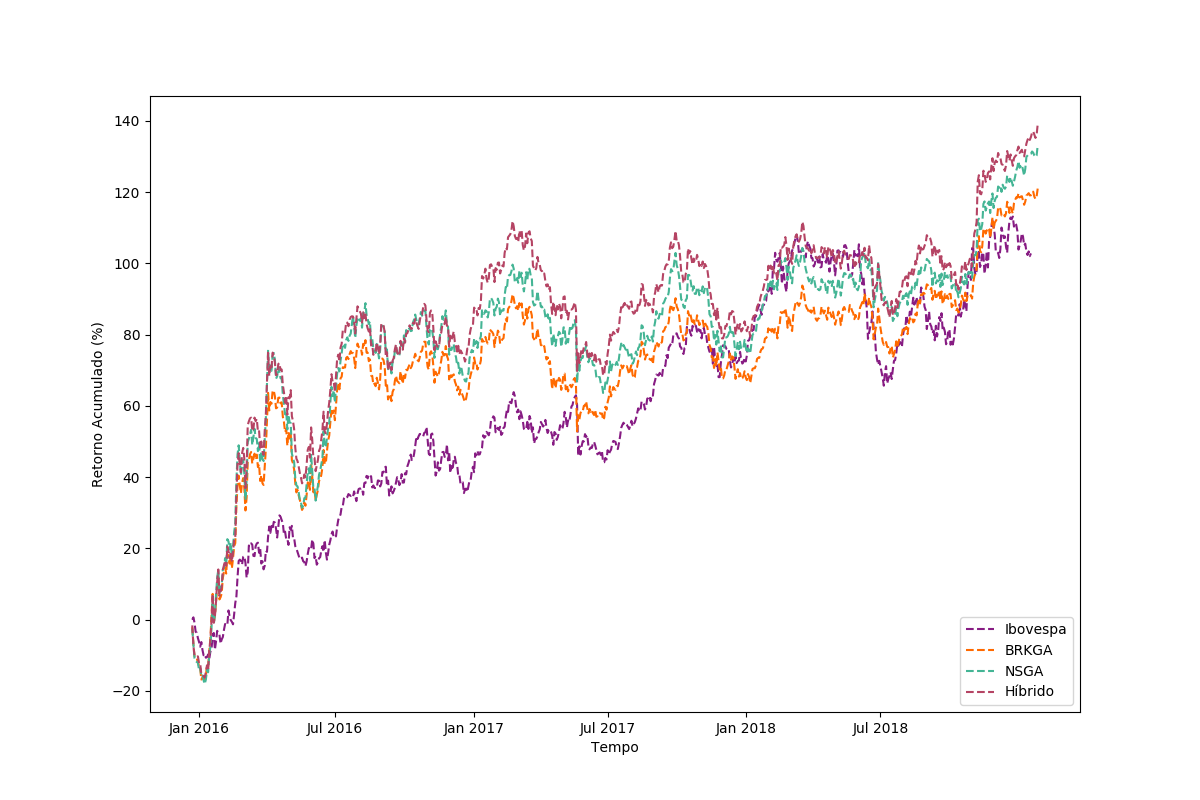 Retorno Acumulado (%)
140
120
100
80
60
40
20
0
−20
Jan 2016
Jul 2016
Jan 2017
Jul 2017
Jan 2018
Jul 2018
Tempo
Ibovespa
BRKGA
NSGA
Híbrido